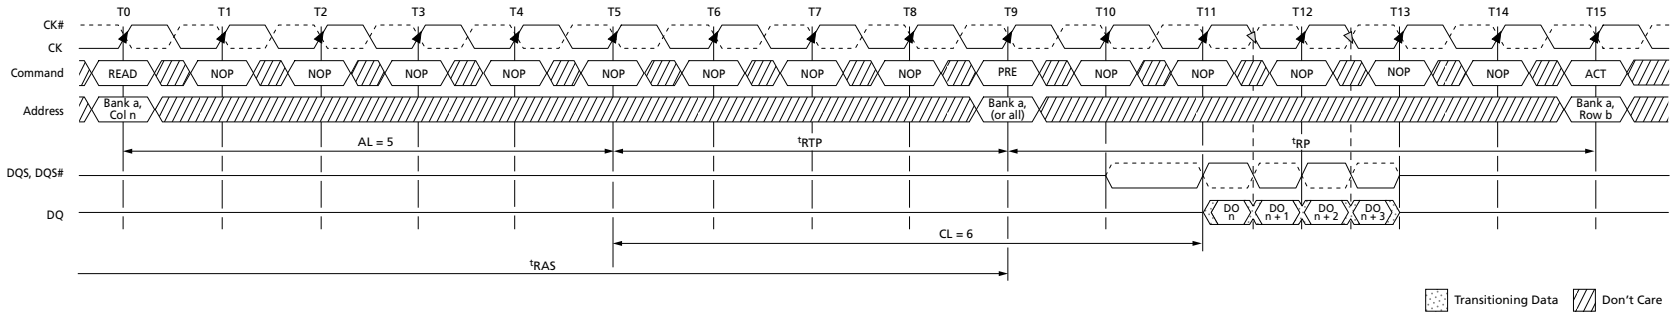 T0 T1 T2 T3 T4 T5 T6 T7 T8 T9 T10 T11 T12 T13 T14 T15
CK#
CK
Command READ NOP NOP NOP NOP NOP NOP NOP NOP PRE NOP NOP NOP NOP NOP ACT
Address Bank a, Col n Bank a, (or all) Bank a, Row b
AL = 5 tRTP tRP
DQS, DQS#
DQ DO n DO n + 1 DO n + 2 DO n + 3
CL = 6
tRAS
Transitioning Data Don't Care